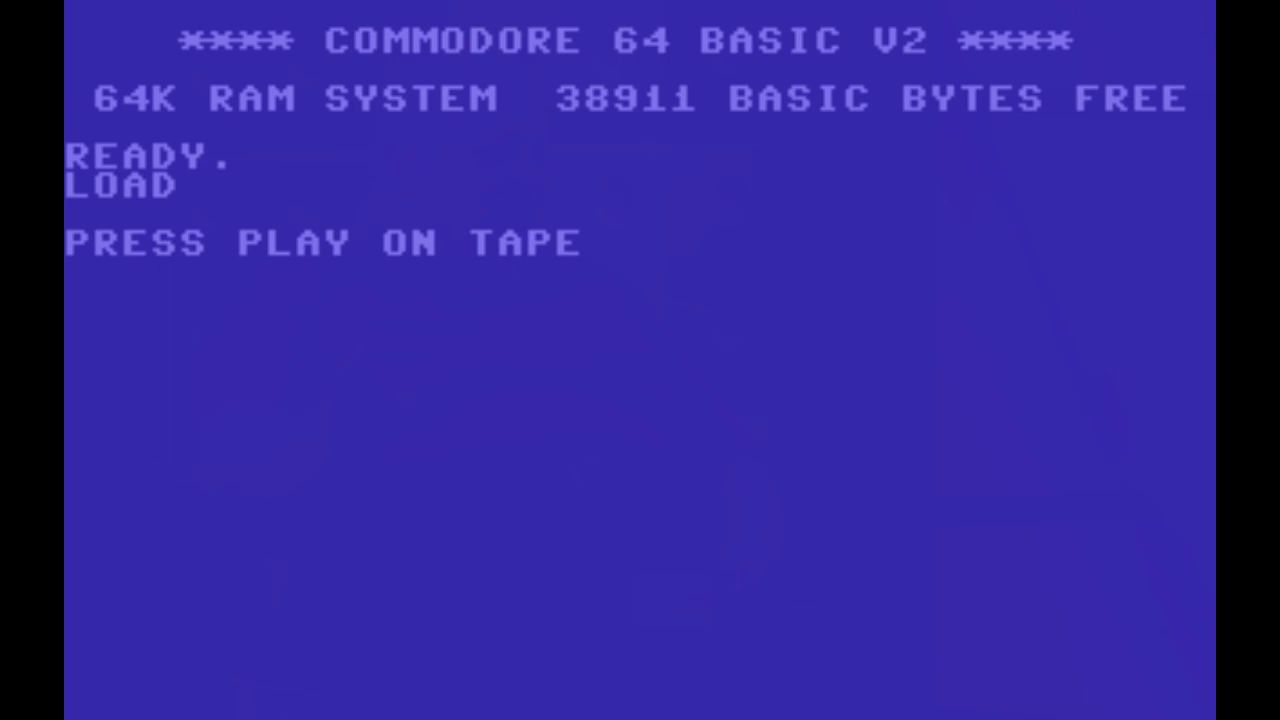 **** COMMODORE 64 BASIC V2 ****
64K RAM SYSTEM  38911 BASIC BYTES FREE
READY.
LOAD
PRESS PLAY ON TAPE